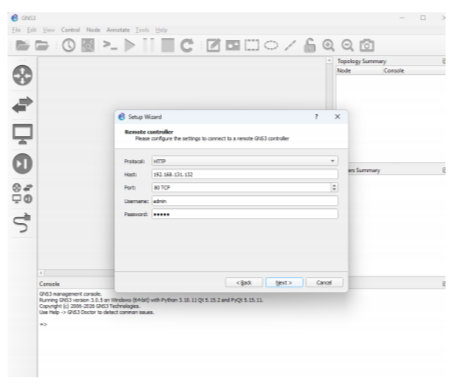 GNS3
File Edit View Control Node Annotate Tools Help
Topology Summary
Node Console
Setup Wizard
Remote controller
Please configure the settings to connect to a remote GNS3 controller
Protocol: HTTP
Host: 192.168.131.132
Port: 80 TCP
Username: admin
Password: •••••
Summary
< Back Next > Cancel
Console
GNS3 management console.
Running GNS3 version 3.0.5 on Windows (64-bit) with Python 3.10.11 Qt 5.15.2 and PyQt 5.15.11.
Copyright (c) 2006-2026 GNS3 Technologies.
Use Help -> GNS3 Doctor to detect common issues.
=>